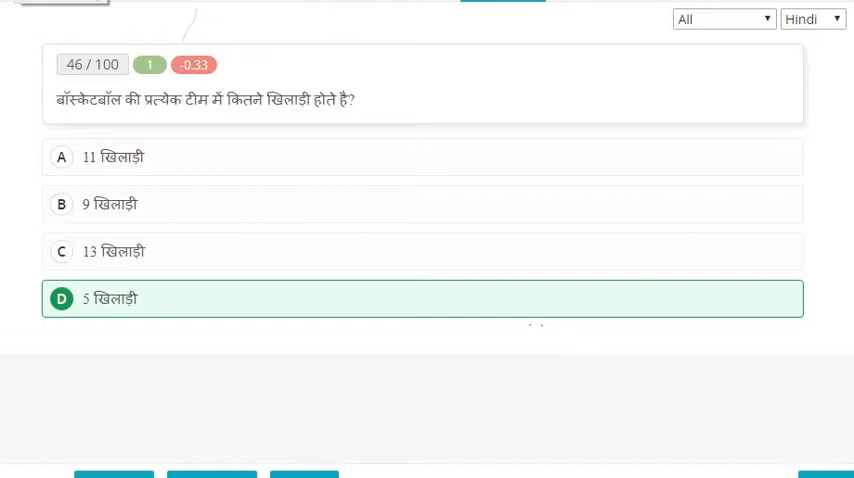 All
Hindi
46 / 100
1
-0.33
बॉस्केटबॉल की प्रत्येक टीम में कितने खिलाड़ी होते है?
A 11 खिलाड़ी
B 9 खिलाड़ी
C 13 खिलाड़ी
D 5 खिलाड़ी